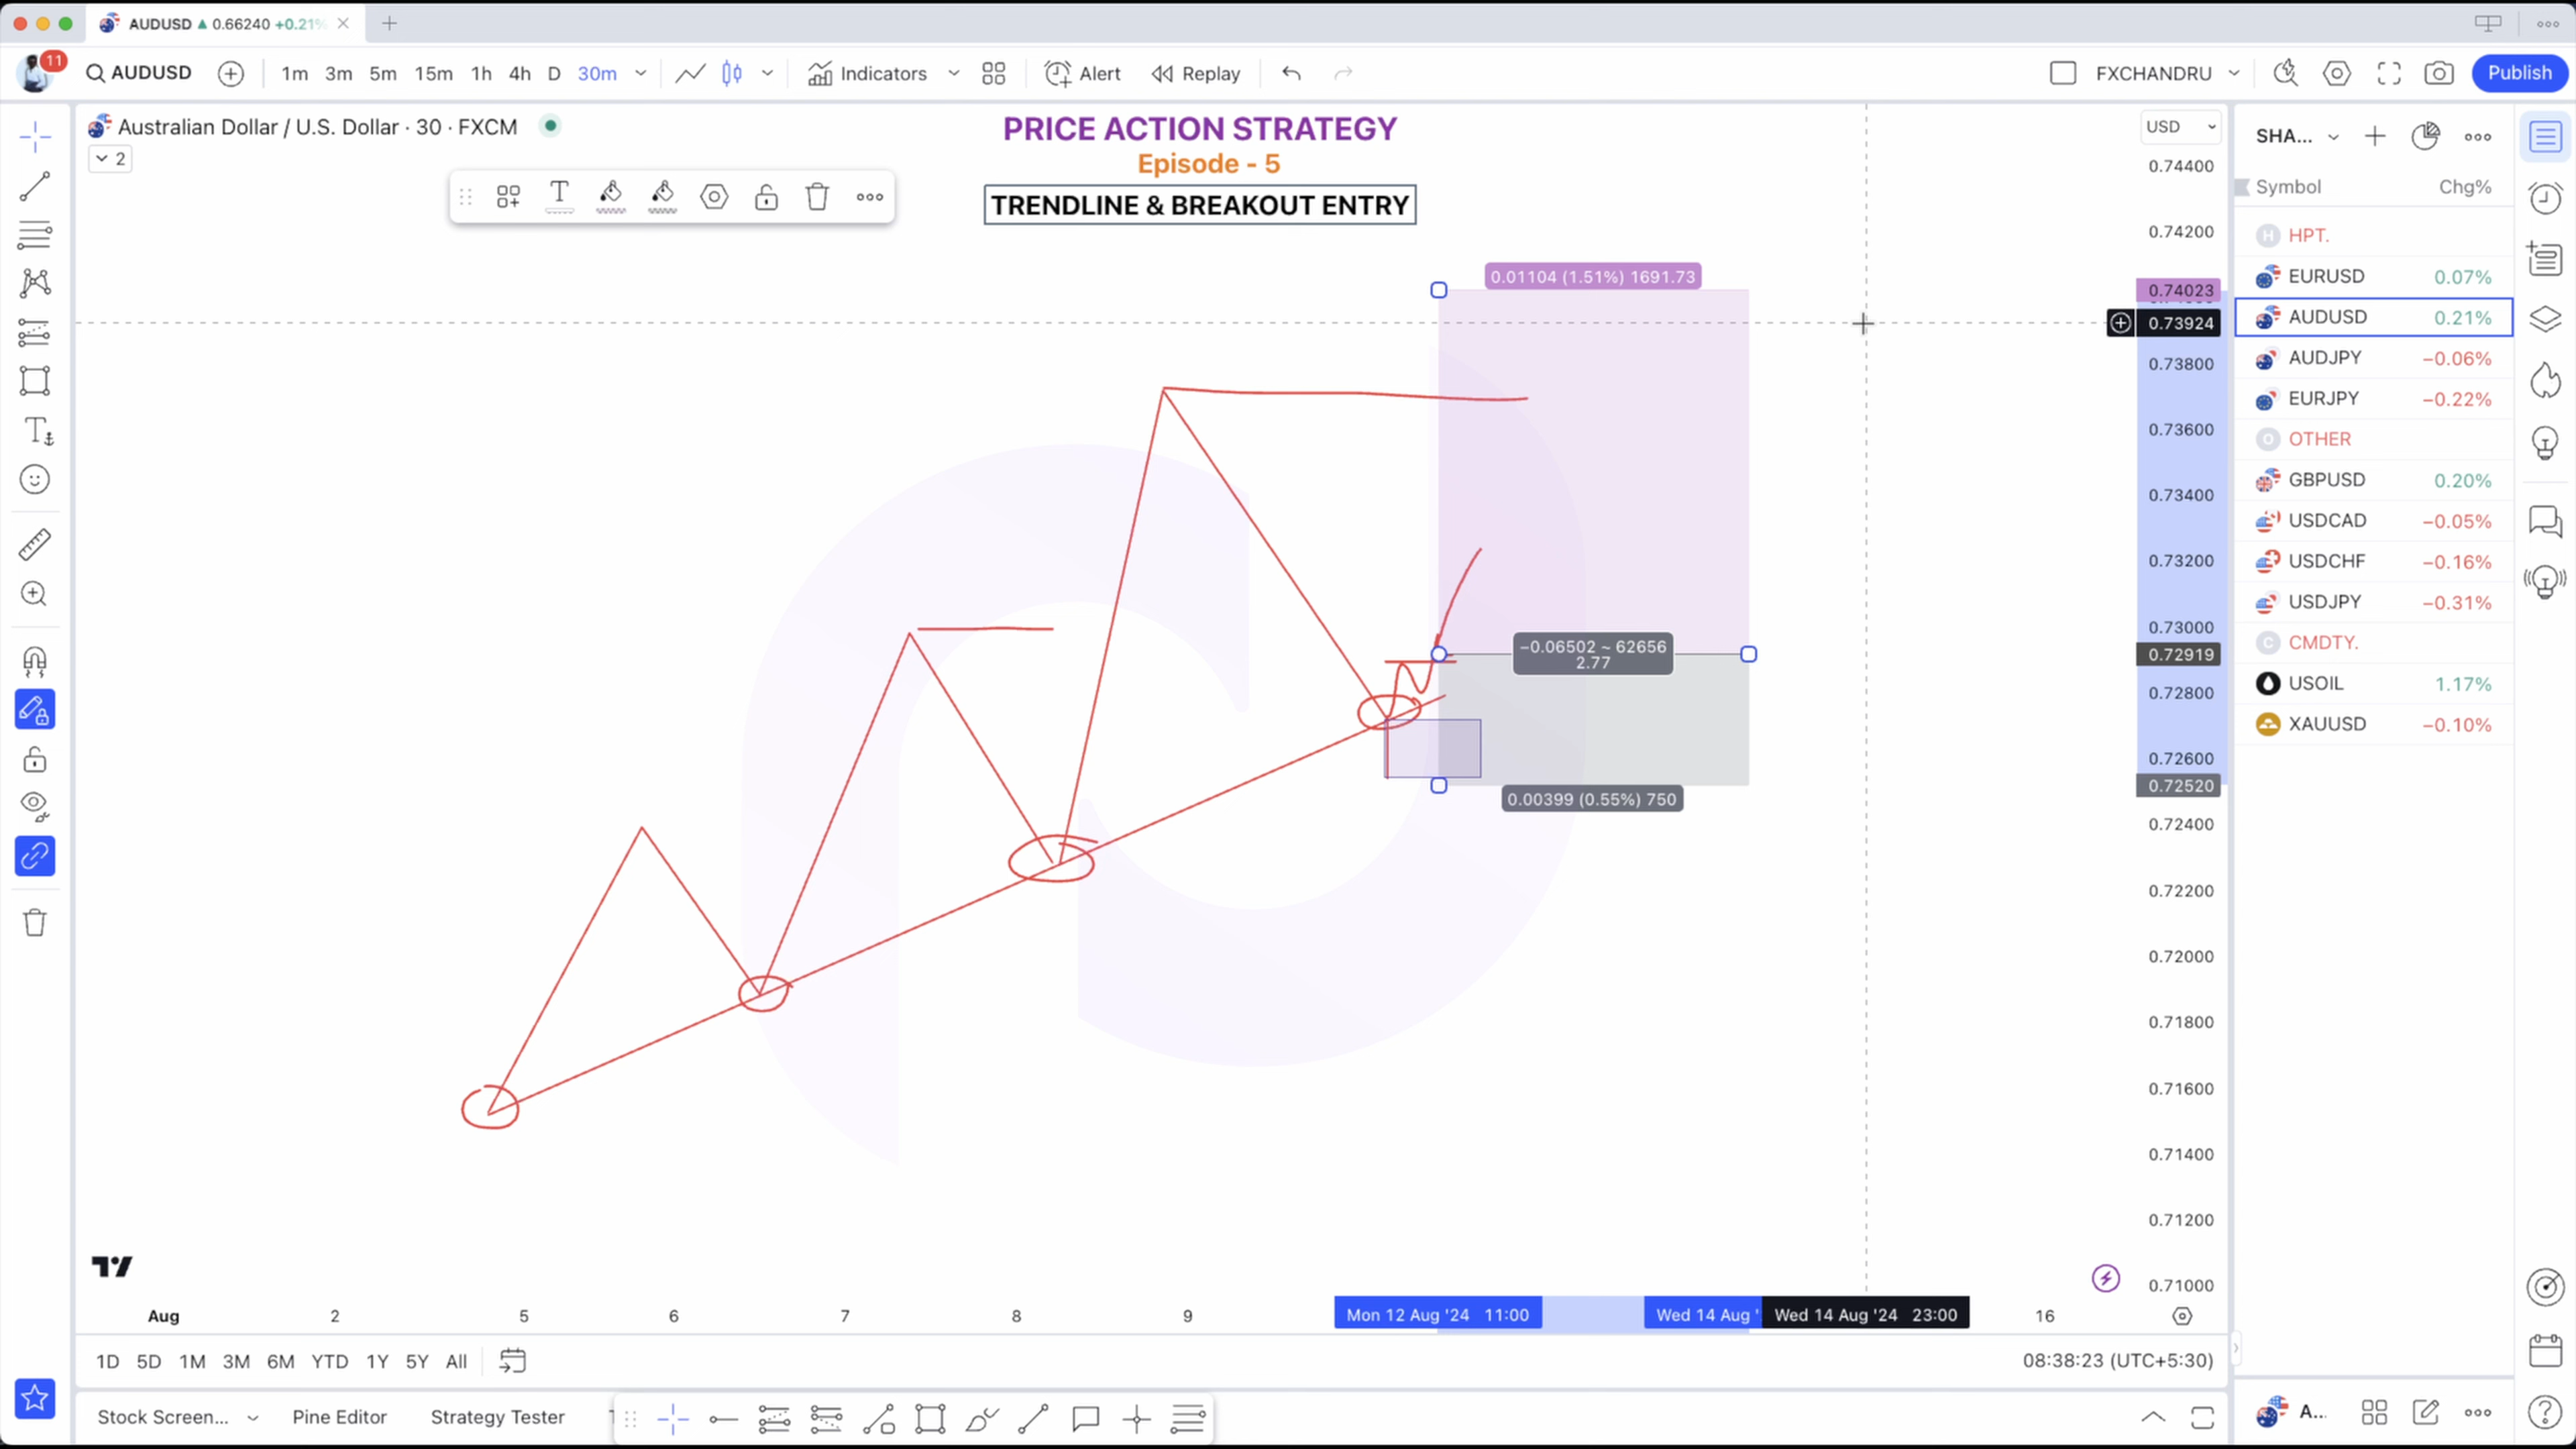 AUDUSD ▲ 0.66240 +0.21%
11
AUDUSD 1m 3m 5m 15m 1h 4h D 30m Indicators Alert Replay FXCHANDRU Publish
Australian Dollar / U.S. Dollar · 30 · FXCM
2
PRICE ACTION STRATEGY
Episode - 5
TRENDLINE & BREAKOUT ENTRY
0.01104 (1.51%) 1691.73
−0.06502 ~ 62656
2.77
0.00399 (0.55%) 750
USD
0.74400
0.74200
0.74023
0.73924
0.73800
0.73600
0.73400
0.73200
0.73000
0.72919
0.72800
0.72600
0.72520
0.72400
0.72200
0.72000
0.71800
0.71600
0.71400
0.71200
0.71000
SHA...
Symbol Chg%
HPT.
EURUSD 0.07%
AUDUSD 0.21%
AUDJPY −0.06%
EURJPY −0.22%
OTHER
GBPUSD 0.20%
USDCAD −0.05%
USDCHF −0.16%
USDJPY −0.31%
CMDTY.
USOIL 1.17%
XAUUSD −0.10%
Aug 2 5 6 7 8 9 Mon 12 Aug '24 11:00 Wed 14 Aug ' Wed 14 Aug '24 23:00 16
1D 5D 1M 3M 6M YTD 1Y 5Y All 08:38:23 (UTC+5:30)
Stock Screen... Pine Editor Strategy Tester
A...